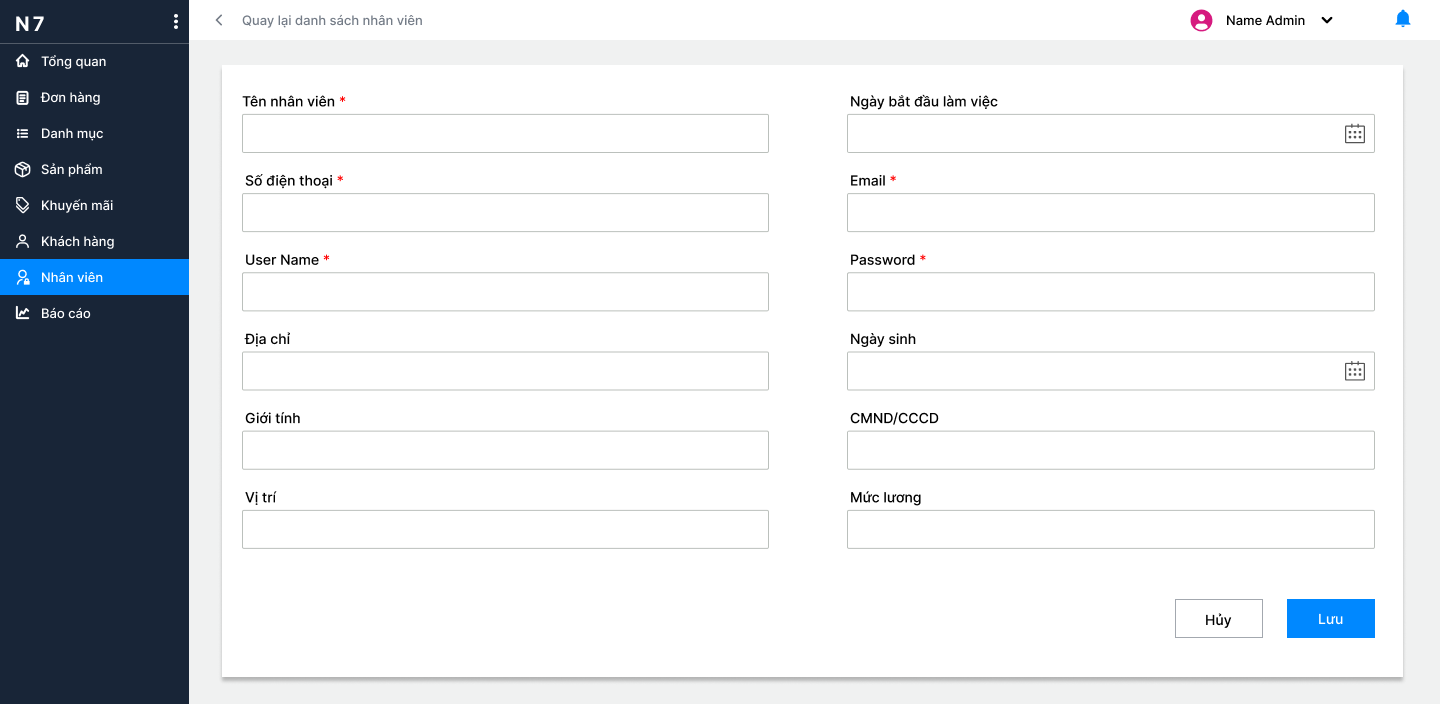 N7
Tổng quan
Đơn hàng
Danh mục
Sản phẩm
Khuyến mãi
Khách hàng
Nhân viên
Báo cáo
Quay lại danh sách nhân viên
Name Admin
Tên nhân viên *
Ngày bắt đầu làm việc
Số điện thoại *
Email *
User Name *
Password *
Địa chỉ
Ngày sinh
Giới tính
CMND/CCCD
Vị trí
Mức lương
Hủy
Lưu